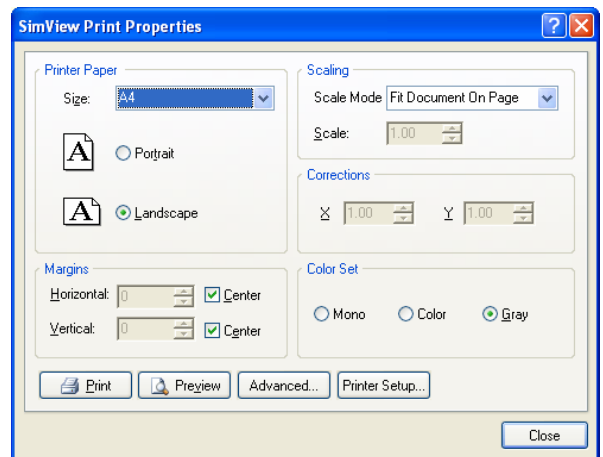 SimView Print Properties
Printer Paper
Size: A4
A Portrait
A Landscape
Scaling
Scale Mode Fit Document On Page
Scale: 1.00
Corrections
X 1.00 Y 1.00
Margins
Horizontal: 0 Center
Vertical: 0 Center
Color Set
Mono Color Gray
Print Preview Advanced... Printer Setup...
Close